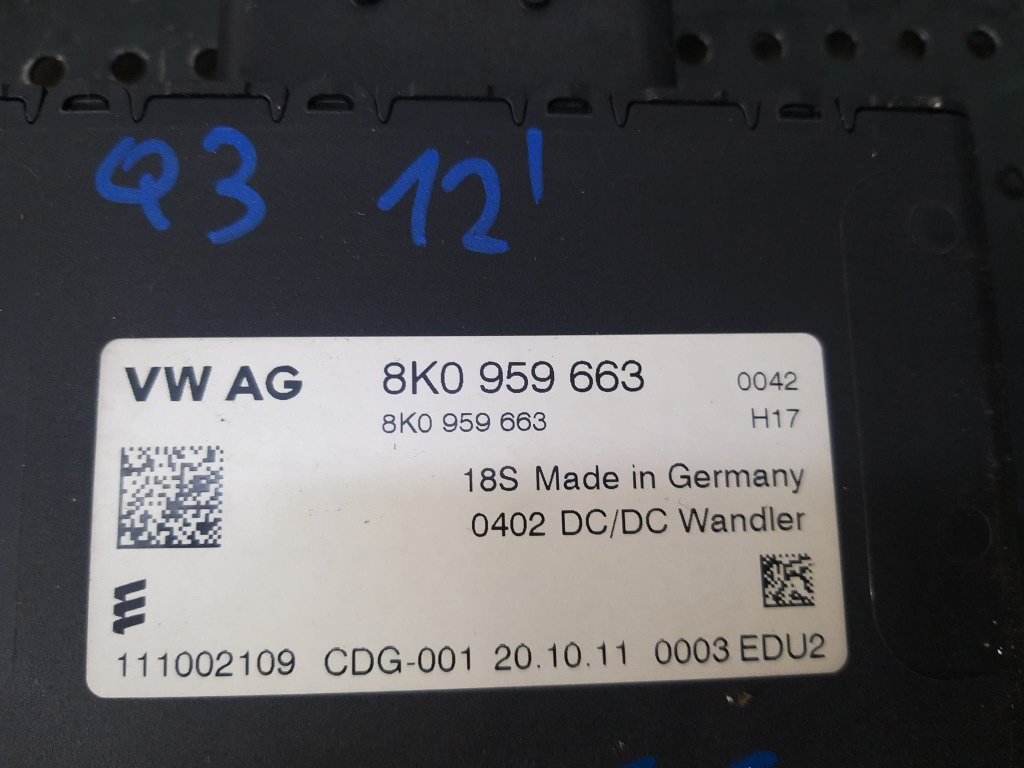 Q3 12'
VW AG 8K0 959 663 0042
8K0 959 663 H17
18S Made in Germany
0402 DC/DC Wandler
111002109 CDG-001 20.10.11 0003 EDU2